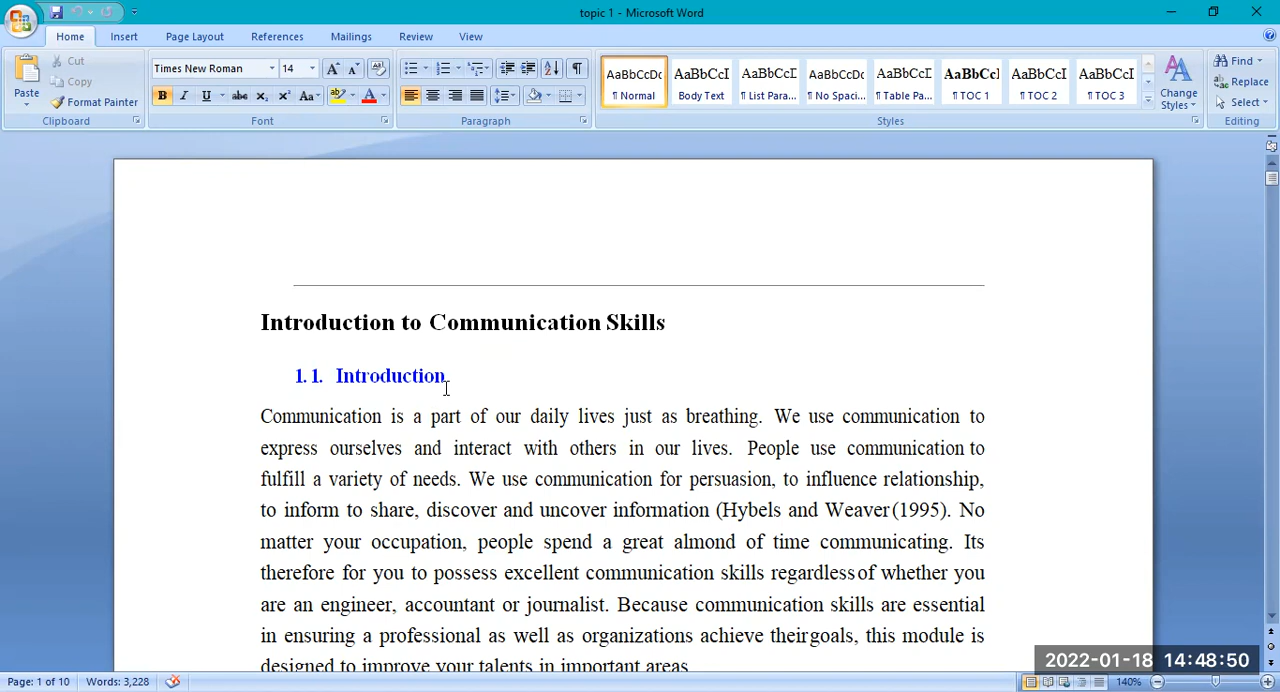 topic 1 - Microsoft Word
Home Insert Page Layout References Mailings Review View
Paste
Cut
Copy
Format Painter
Clipboard
Times New Roman 14
Font
Paragraph
AaBbCcDc AaBbCcI AaBbCcI AaBbCcDc AaBbCcI AaBbCcl AaBbCcI AaBbCcI
¶ Normal Body Text ¶ List Para... ¶ No Spaci... ¶ Table Pa... ¶ TOC 1 ¶ TOC 2 ¶ TOC 3
Change
Styles
Styles
Find
Replace
Select
Editing
Introduction to Communication Skills
1.1. Introduction
Communication is a part of our daily lives just as breathing. We use communication to
express ourselves and interact with others in our lives. People use communication to
fulfill a variety of needs. We use communication for persuasion, to influence relationship,
to inform to share, discover and uncover information (Hybels and Weaver(1995). No
matter your occupation, people spend a great almond of time communicating. Its
therefore for you to possess excellent communication skills regardlessof whether you
are an engineer, accountant or journalist. Because communication skills are essential
in ensuring a professional as well as organizations achieve theirgoals, this module is
designed to improve your talents in important areas
2022-01-18 14:48:50
Page: 1 of 10 Words: 3,228 140%